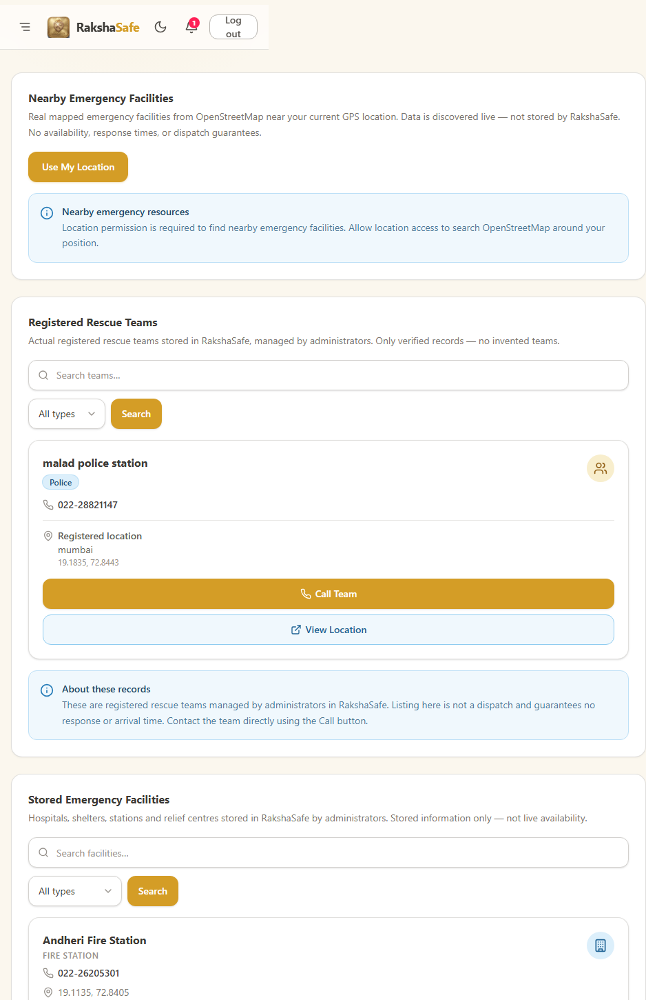 RakshaSafe
1
Log
out
Nearby Emergency Facilities
Real mapped emergency facilities from OpenStreetMap near your current GPS location. Data is discovered live — not stored by RakshaSafe.
No availability, response times, or dispatch guarantees.
Use My Location
Nearby emergency resources
Location permission is required to find nearby emergency facilities. Allow location access to search OpenStreetMap around your
position.
Registered Rescue Teams
Actual registered rescue teams stored in RakshaSafe, managed by administrators. Only verified records — no invented teams.
Search teams...
All types
Search
malad police station
Police
022-28821147
Registered location
mumbai
19.1835, 72.8443
Call Team
View Location
About these records
These are registered rescue teams managed by administrators in RakshaSafe. Listing here is not a dispatch and guarantees no
response or arrival time. Contact the team directly using the Call button.
Stored Emergency Facilities
Hospitals, shelters, stations and relief centres stored in RakshaSafe by administrators. Stored information only — not live availability.
Search facilities...
All types
Search
Andheri Fire Station
FIRE STATION
022-26205301
19.1135, 72.8405